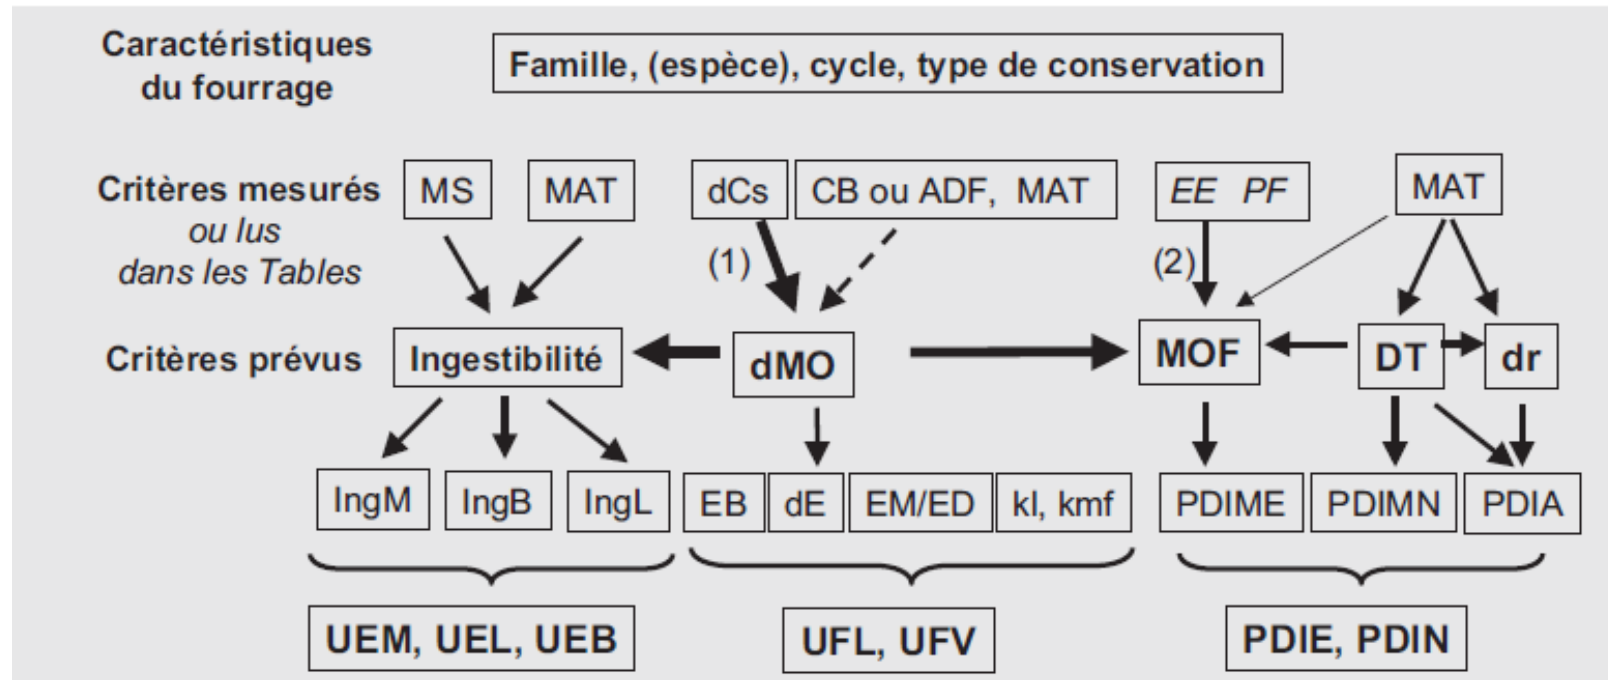 Caractéristiques
du fourrage
Famille, (espèce), cycle, type de conservation
Critères mesurés
ou lus
dans les Tables
MS
MAT
dCs
CB ou ADF, MAT
EE PF
MAT
(1)
(2)
Critères prévus
Ingestibilité
dMO
MOF
DT
dr
IngM
IngB
IngL
EB
dE
EM/ED
kl, kmf
PDIME
PDIMN
PDIA
UEM, UEL, UEB
UFL, UFV
PDIE, PDIN